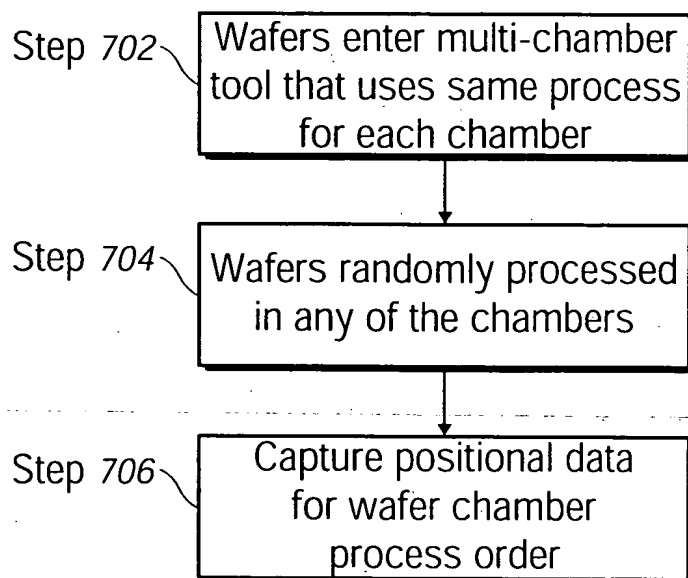 Step 702
Wafers enter multi-chamber
tool that uses same process
for each chamber
Step 704
Wafers randomly processed
in any of the chambers
Step 706
Capture positional data
for wafer chamber
process order